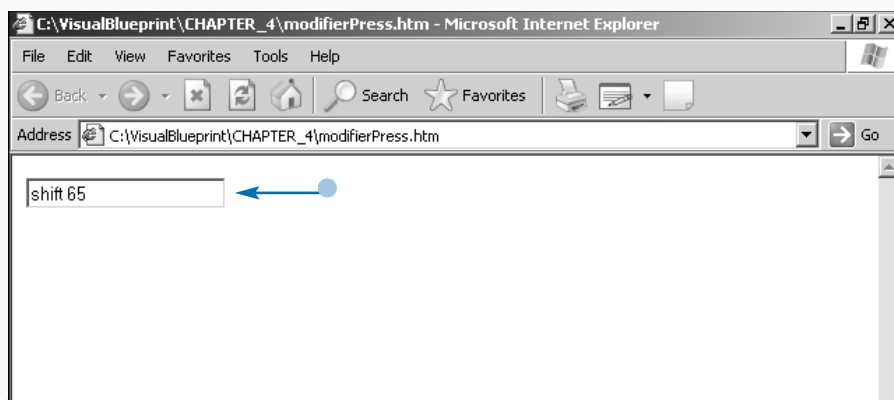 C:\VisualBlueprint\CHAPTER_4\modifierPress.htm - Microsoft Internet Explorer
File Edit View Favorites Tools Help
Back Search Favorites
Address C:\VisualBlueprint\CHAPTER_4\modifierPress.htm Go
shift 65